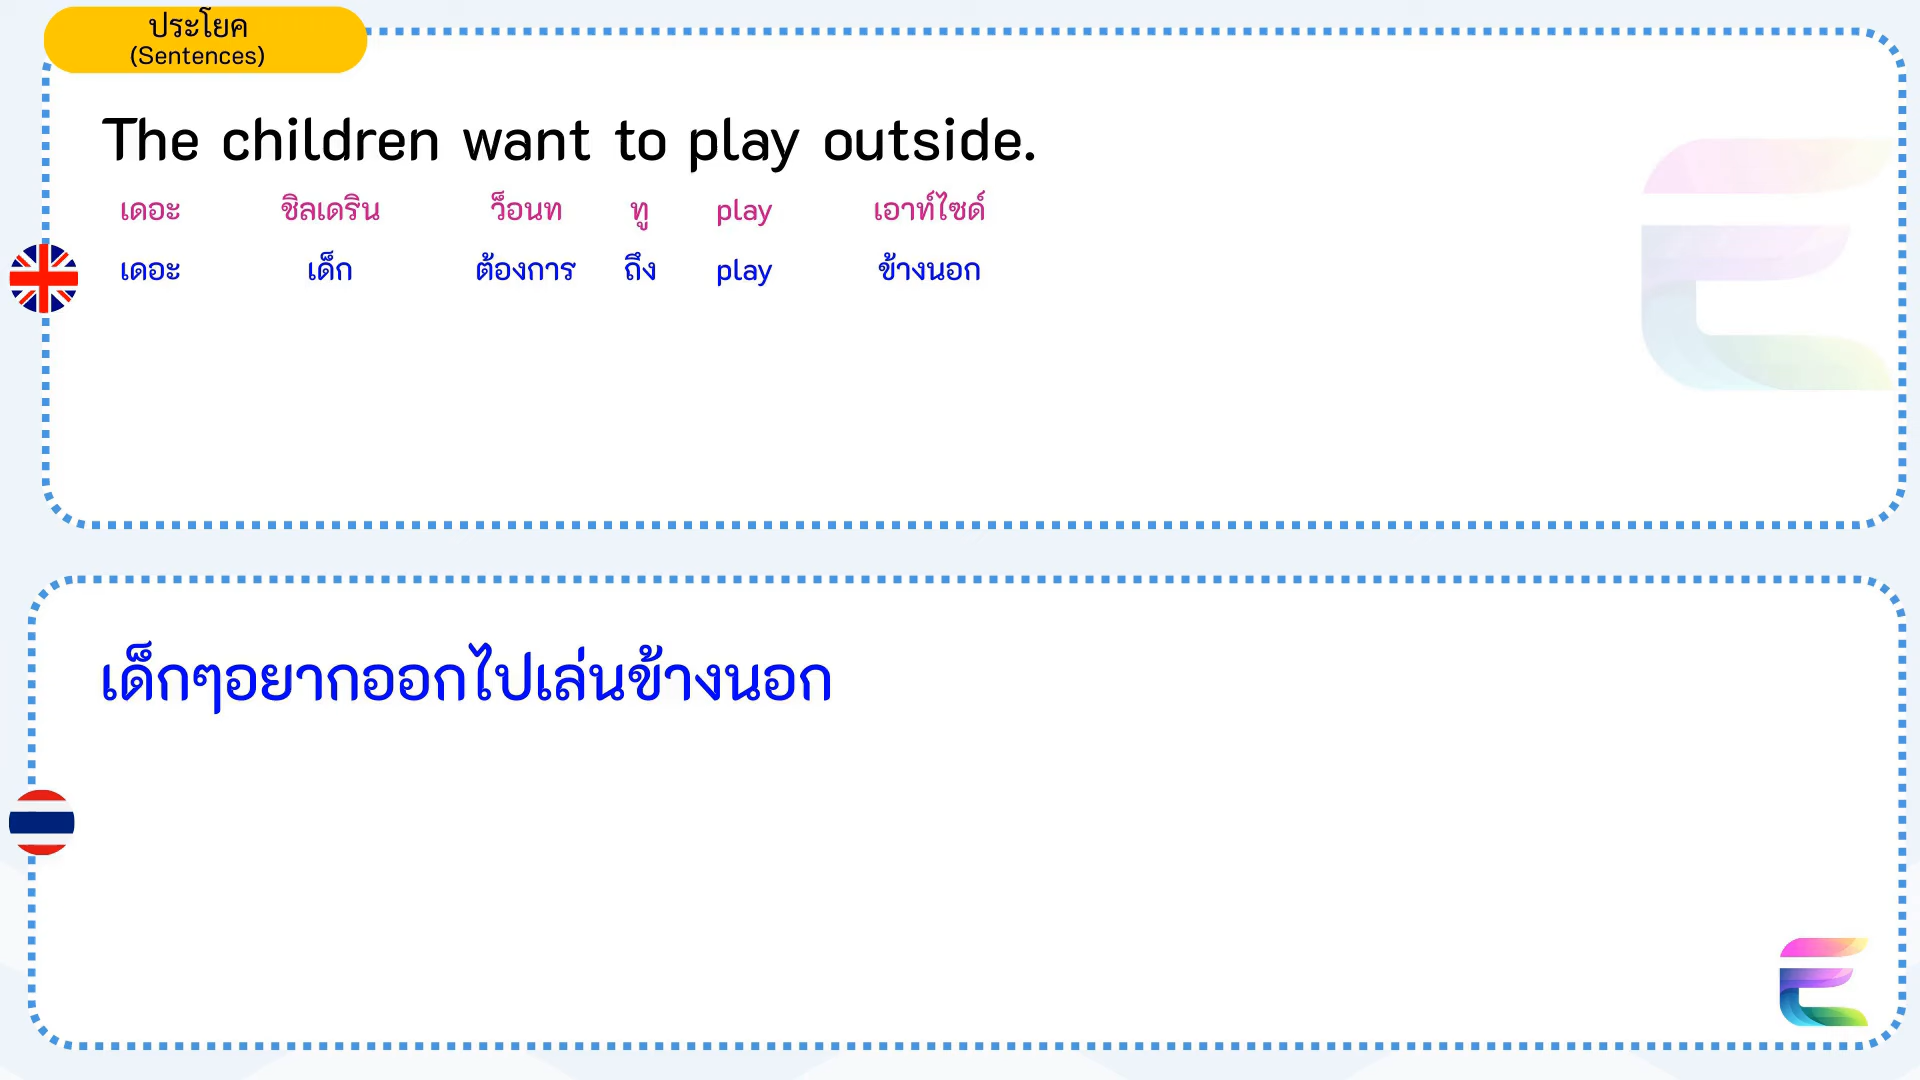 ประโยค
(Sentences)
The children want to play outside.
เดอะ ชิลเดริน ว็อนท ทู play เอาท์ไซด์
เดอะ เด็ก ต้องการ ถึง play ข้างนอก
เด็กๆอยากออกไปเล่นข้างนอก